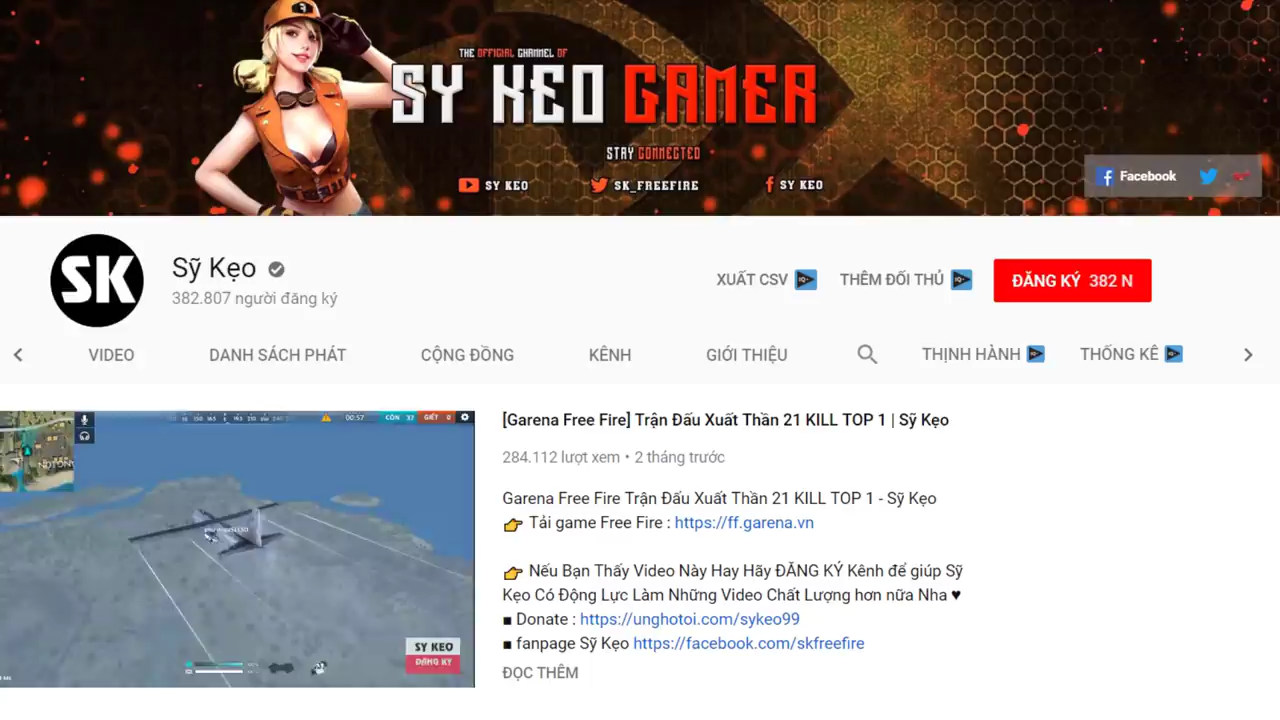 THE OFFICIAL CHANNEL OF
SY KEO GAMER
STAY CONNECTED
SY KEO
SK_FREEFIRE
SY KEO
Facebook
SK
Sỹ Kẹo
382.807 người đăng ký
XUẤT CSV
THÊM ĐỐI THỦ
ĐĂNG KÝ 382 N
VIDEO
DANH SÁCH PHÁT
CỘNG ĐỒNG
KÊNH
GIỚI THIỆU
THỊNH HÀNH
THỐNG KÊ
00:57
CÒN 37
GIẾT 0
SY KEO
ĐĂNG KÝ
[Garena Free Fire] Trận Đấu Xuất Thần 21 KILL TOP 1 | Sỹ Kẹo
284.112 lượt xem • 2 tháng trước
Garena Free Fire Trận Đấu Xuất Thần 21 KILL TOP 1 - Sỹ Kẹo
👉 Tải game Free Fire : https://ff.garena.vn
👉 Nếu Bạn Thấy Video Này Hay Hãy ĐĂNG KÝ Kênh để giúp Sỹ
Kẹo Có Động Lực Làm Những Video Chất Lượng hơn nữa Nha ♥
■ Donate : https://unghotoi.com/sykeo99
■ fanpage Sỹ Kẹo https://facebook.com/skfreefire
ĐỌC THÊM